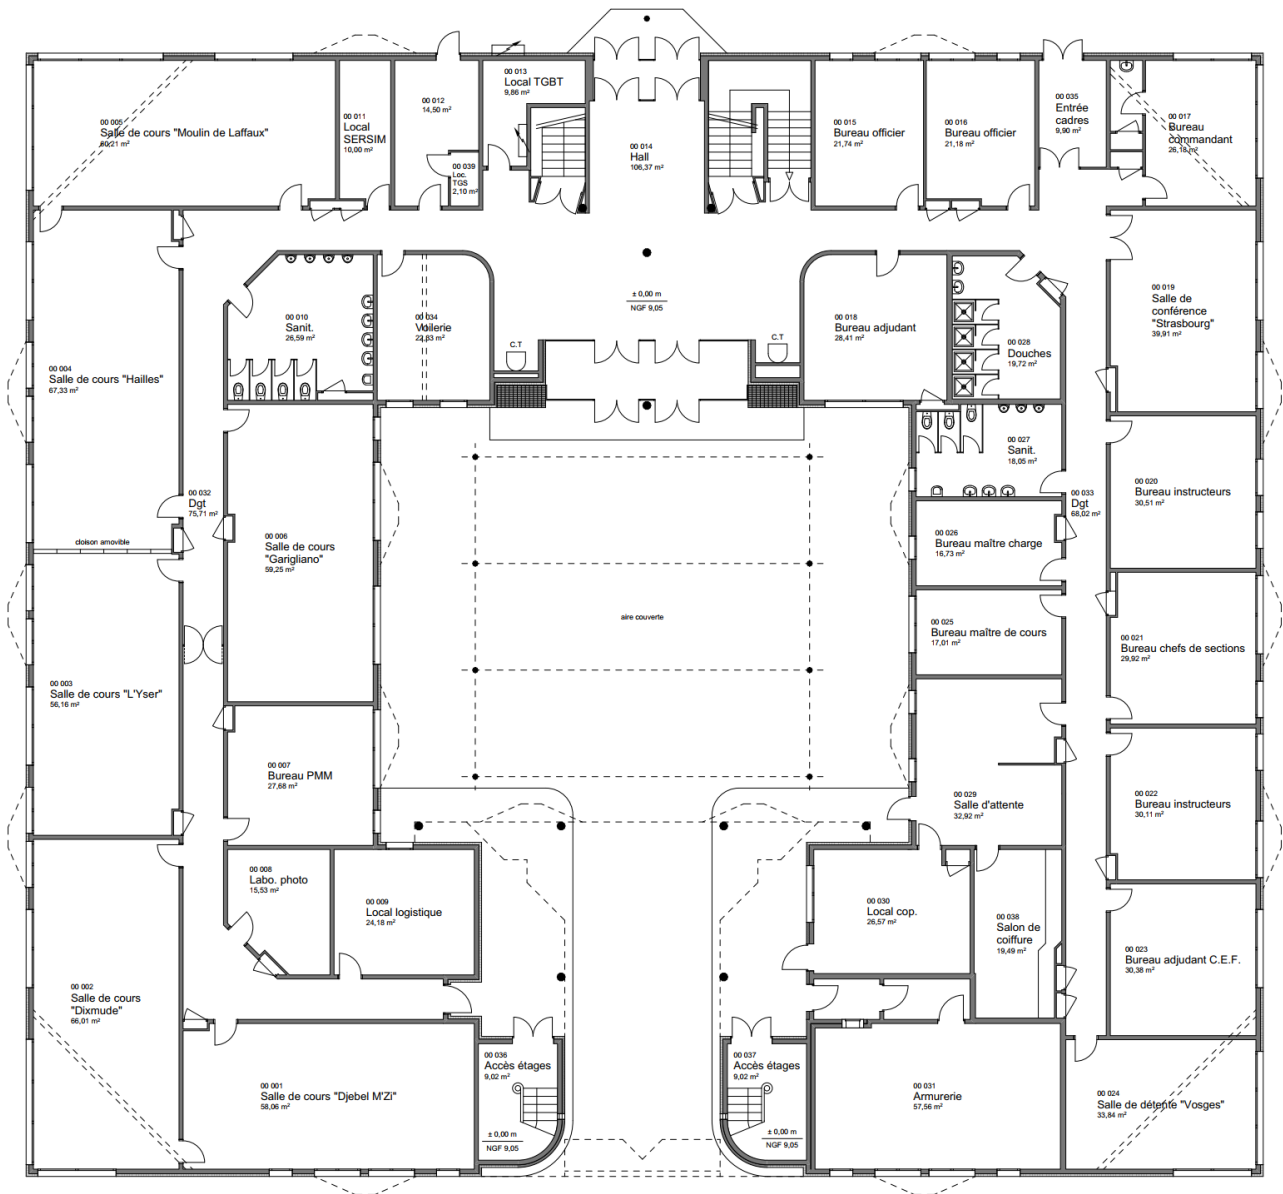 00 005
Salle de cours "Moulin de Laffaux"
60,21 m²
00 011
Local
SERSIM
10,00 m²
00 012
14,50 m²
00 013
Local TGBT
9,86 m²
00 039
Loc.
TGS
2,10 m²
00 014
Hall
106,37 m²
00 015
Bureau officier
21,74 m²
00 016
Bureau officier
21,18 m²
00 035
Entrée
cadres
9,90 m²
00 017
Bureau
commandant
26,18 m²
00 004
Salle de cours "Hailles"
67,33 m²
00 010
Sanit.
26,59 m²
00 034
Voilerie
22,33 m²
C.T
± 0,00 m
NGF 9,05
C.T
00 018
Bureau adjudant
28,41 m²
00 028
Douches
19,72 m²
00 019
Salle de
conférence
"Strasbourg"
39,91 m²
00 032
Dgt
75,71 m²
cloison amovible
00 006
Salle de cours
"Garigliano"
59,25 m²
00 027
Sanit.
18,05 m²
00 033
Dgt
68,02 m²
00 020
Bureau instructeurs
30,51 m²
00 026
Bureau maître charge
16,73 m²
aire couverte
00 025
Bureau maître de cours
17,01 m²
00 021
Bureau chefs de sections
29,92 m²
00 003
Salle de cours "L'Yser"
56,16 m²
00 007
Bureau PMM
27,68 m²
00 029
Salle d'attente
32,92 m²
00 022
Bureau instructeurs
30,11 m²
00 008
Labo. photo
15,53 m²
00 009
Local logistique
24,18 m²
00 030
Local cop.
26,57 m²
00 038
Salon de
coiffure
19,49 m²
00 023
Bureau adjudant C.E.F.
30,38 m²
00 002
Salle de cours
"Dixmude"
66,01 m²
00 001
Salle de cours "Djebel M'Zi"
58,06 m²
00 036
Accès étages
9,02 m²
± 0,00 m
NGF 9,05
00 037
Accès étages
9,02 m²
± 0,00 m
NGF 9,05
00 031
Armurerie
57,56 m²
00 024
Salle de détente "Vosges"
33,84 m²